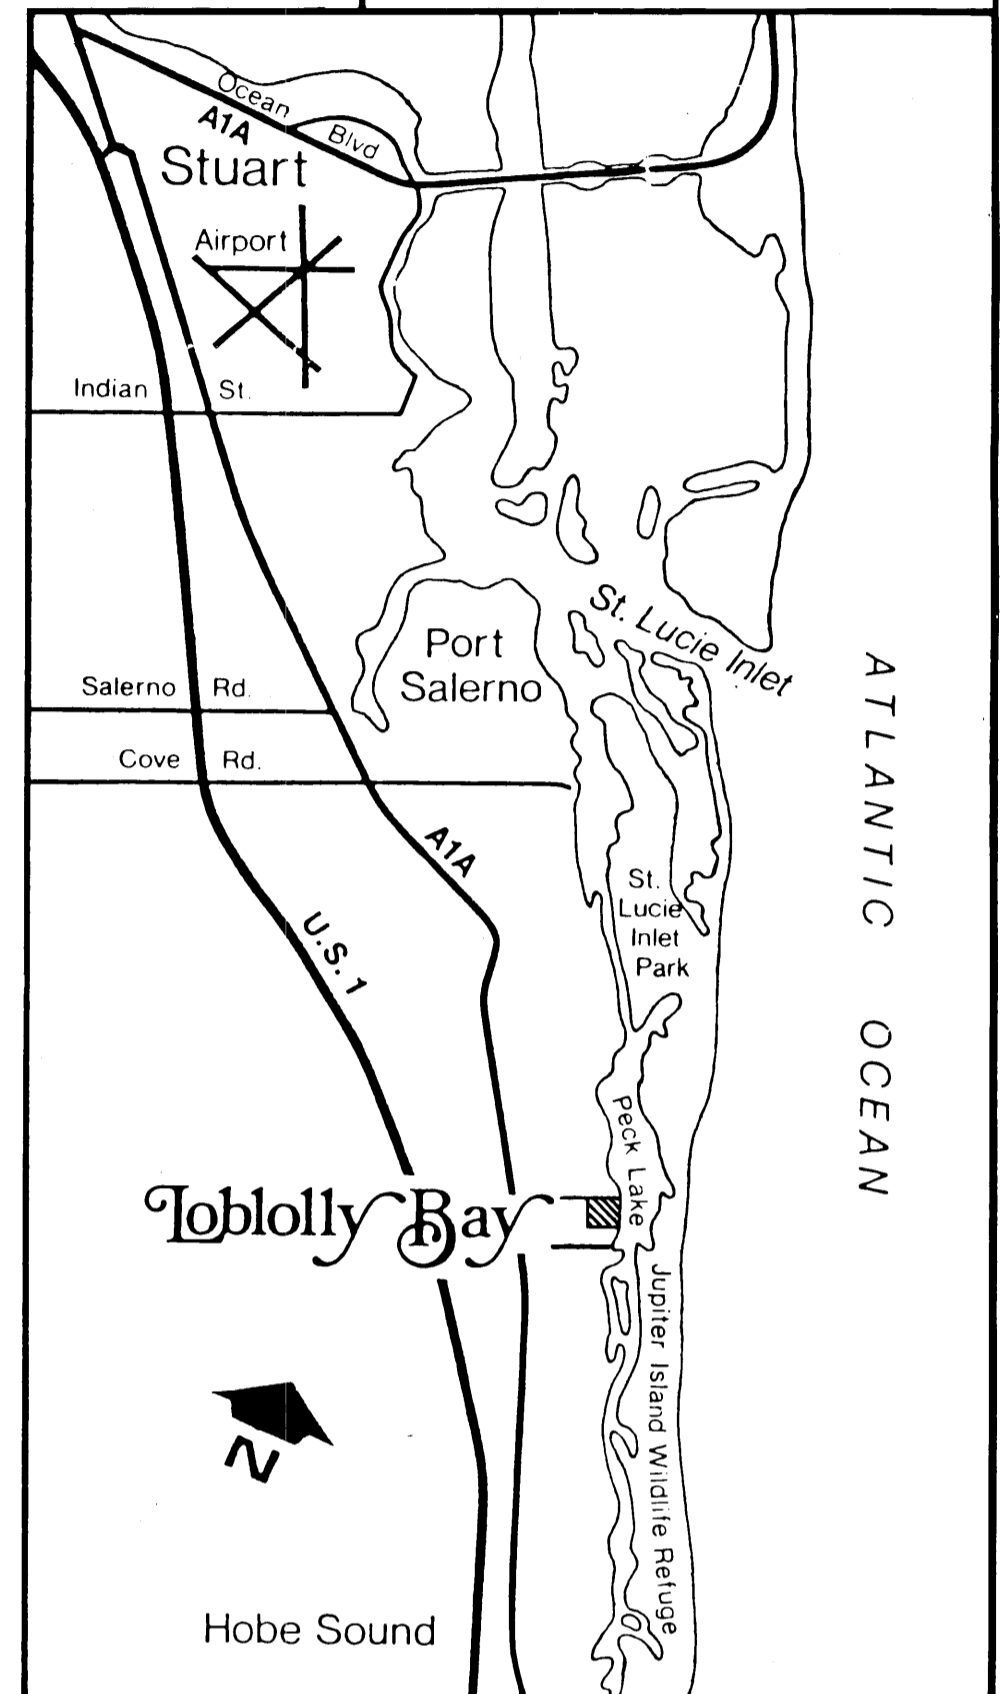 Ocean
Blvd
A1A
Stuart
Airport
Indian St.
St. Lucie Inlet
Port
Salerno
Salerno Rd.
Cove Rd.
ATLANTIC OCEAN
A1A
St.
Lucie
Inlet
Park
U.S. 1
Peck Lake
Loblolly Bay
Jupiter Island Wildlife Refuge
N
Hobe Sound